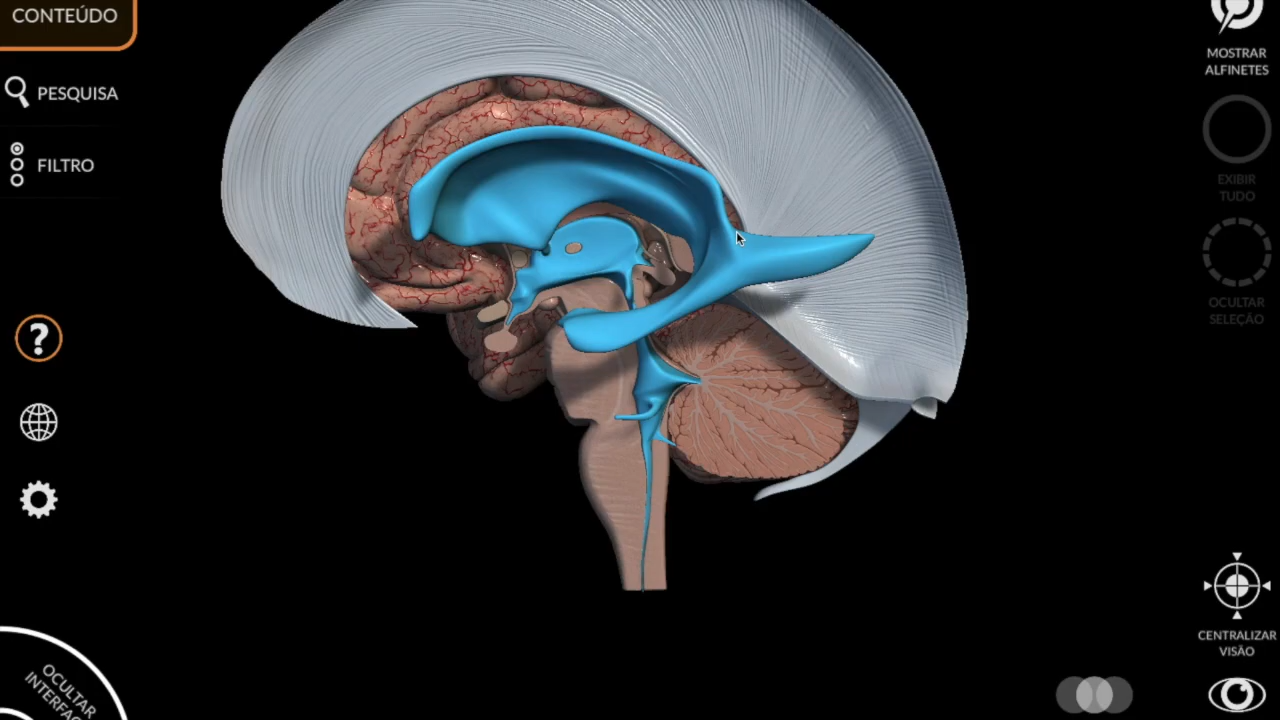 CONTEÚDO
PESQUISA
FILTRO
?
OCULTAR
MOSTRAR
ALFINETES
EXIBIR
TUDO
OCULTAR
SELEÇÃO
CENTRALIZAR
VISÃO